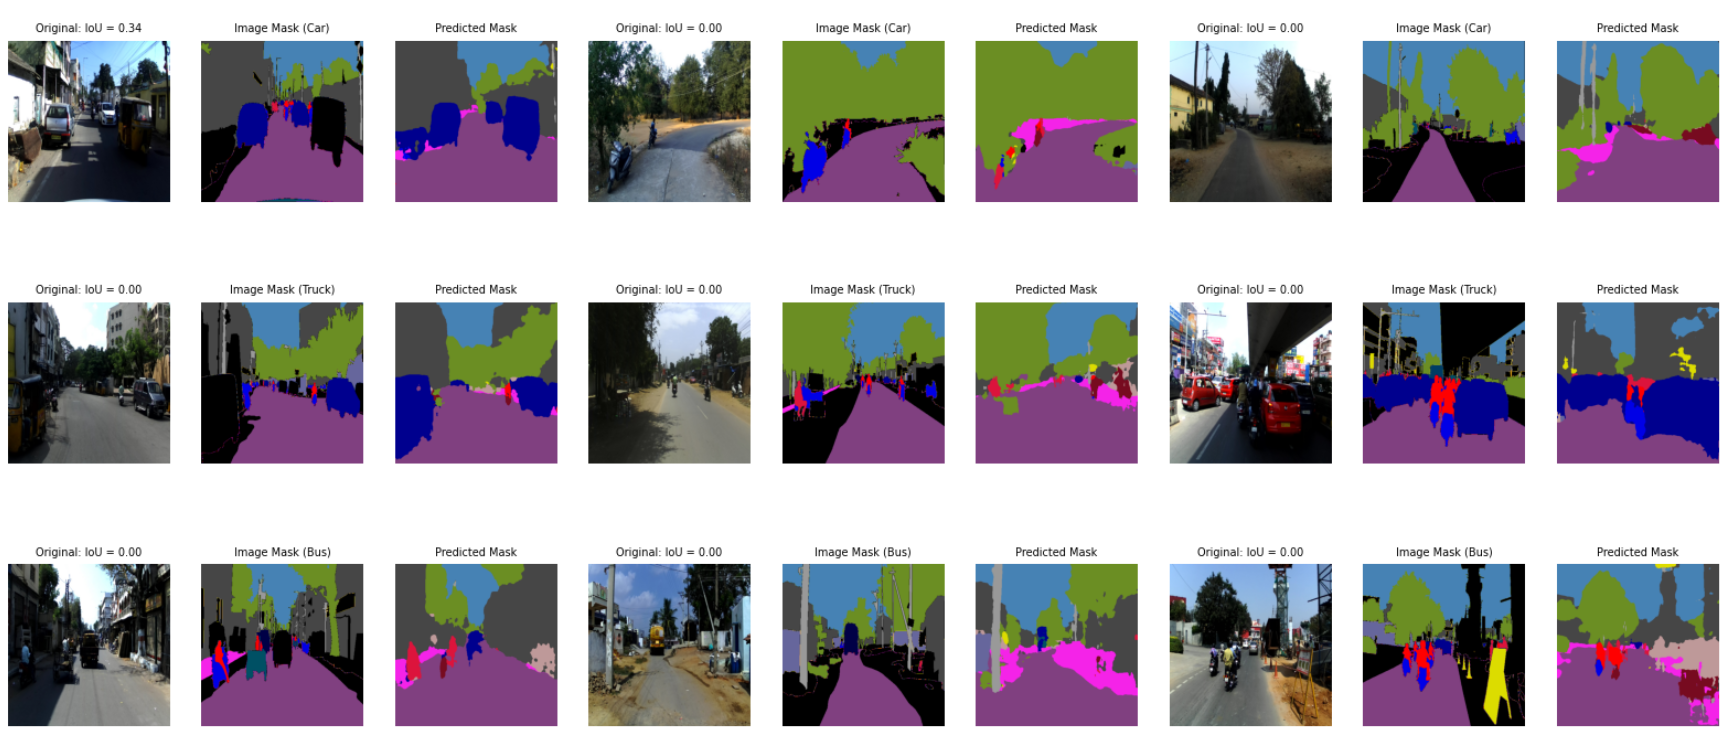 Original: IoU = 0.34 Image Mask (Car) Predicted Mask Original: IoU = 0.00 Image Mask (Car) Predicted Mask Original: IoU = 0.00 Image Mask (Car) Predicted Mask
Original: IoU = 0.00 Image Mask (Truck) Predicted Mask Original: IoU = 0.00 Image Mask (Truck) Predicted Mask Original: IoU = 0.00 Image Mask (Truck) Predicted Mask
Original: IoU = 0.00 Image Mask (Bus) Predicted Mask Original: IoU = 0.00 Image Mask (Bus) Predicted Mask Original: IoU = 0.00 Image Mask (Bus) Predicted Mask